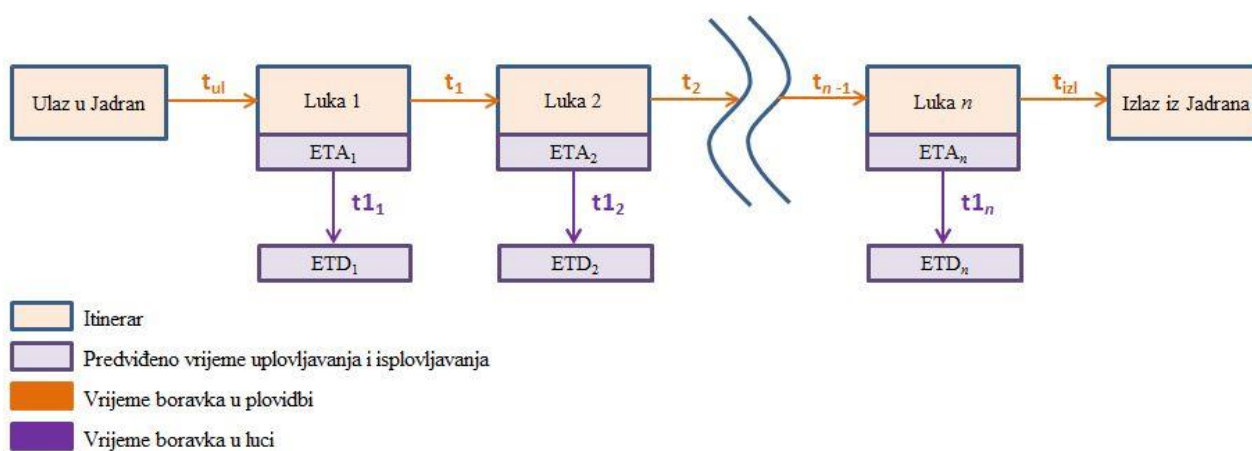 Ulaz u Jadran
t_ul
Luka 1
t_1
Luka 2
t_2
t_n-1
Luka n
t_izl
Izlaz iz Jadrana
ETA_1
ETA_2
ETA_n
t1_1
t1_2
t1_n
ETD_1
ETD_2
ETD_n
Itinerar
Predviđeno vrijeme uplovljavanja i isplovljavanja
Vrijeme boravka u plovidbi
Vrijeme boravka u luci